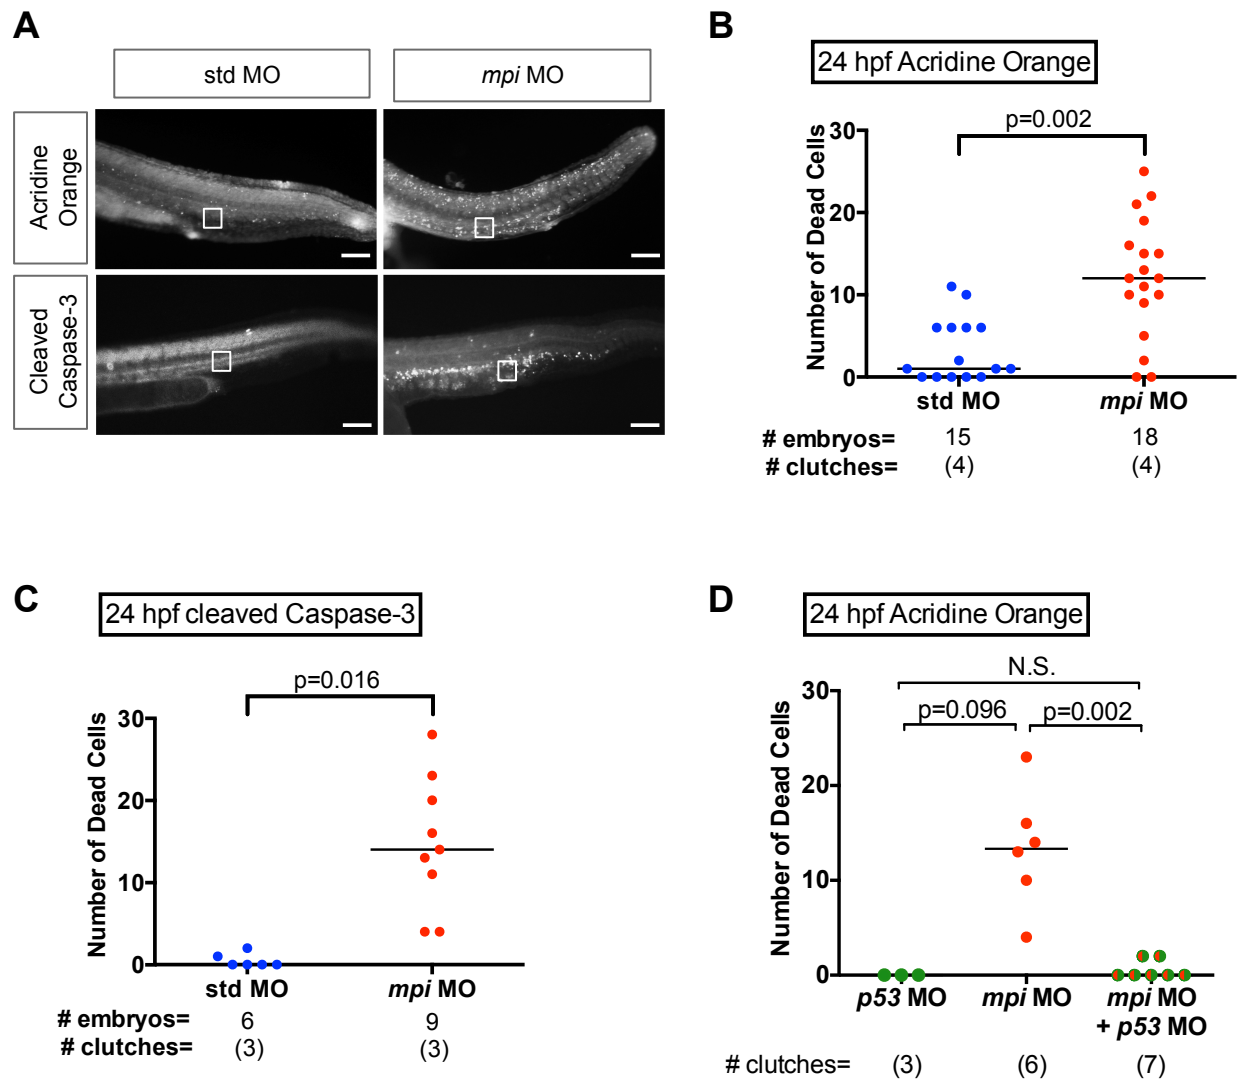 A
std MO
mpi MO
Acridine
Orange
Cleaved
Caspase-3
B
24 hpf Acridine Orange
p=0.002
Number of Dead Cells
30
20
10
0
std MO
mpi MO
# embryos=
15
18
# clutches=
(4)
(4)
C
24 hpf cleaved Caspase-3
p=0.016
Number of Dead Cells
30
20
10
0
std MO
mpi MO
# embryos=
6
9
# clutches=
(3)
(3)
D
24 hpf Acridine Orange
N.S.
p=0.096
p=0.002
Number of Dead Cells
30
20
10
0
p53 MO
mpi MO
mpi MO
+ p53 MO
# clutches=
(3)
(6)
(7)